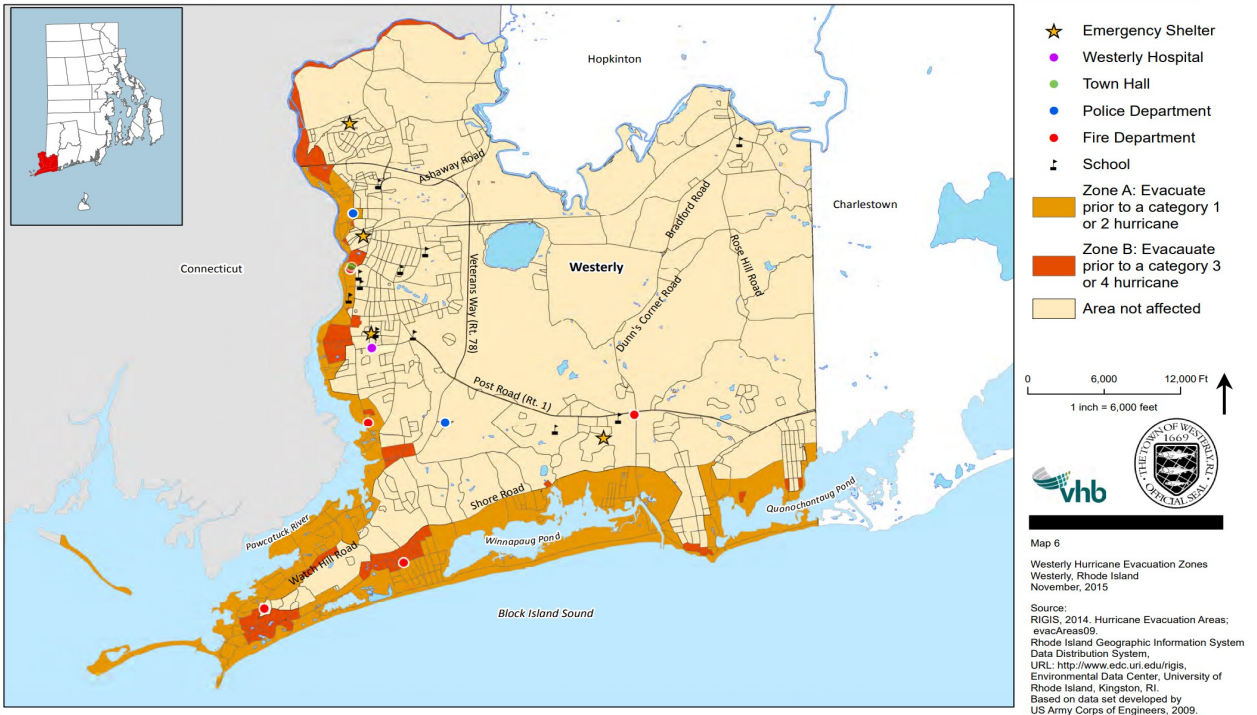 Hopkinton
Ashaway Road
Bradford Road
Charlestown
Connecticut
Westerly
Rose Hill Road
Veterans Way (Rt. 78)
Dunn's Corner Road
Post Road (Rt. 1)
Shore Road
Quonochontaug Pond
Pawcatuck River
Winnapaug Pond
Watch Hill Road
Block Island Sound
Emergency Shelter
Westerly Hospital
Town Hall
Police Department
Fire Department
School
Zone A: Evacuate
prior to a category 1
or 2 hurricane
Zone B: Evacauate
prior to a category 3
or 4 hurricane
Area not affected
0 6,000 12,000 Ft
1 inch = 6,000 feet
THE TOWN OF WESTERLY, R.I.
1669
OFFICIAL SEAL
vhb
Map 6
Westerly Hurricane Evacuation Zones
Westerly, Rhode Island
November, 2015
Source:
RIGIS, 2014. Hurricane Evacuation Areas;
evacAreas09.
Rhode Island Geographic Information System
Data Distribution System,
URL: http://www.edc.uri.edu/rigis,
Environmental Data Center, University of
Rhode Island, Kingston, RI.
Based on data set developed by
US Army Corps of Engineers, 2009.